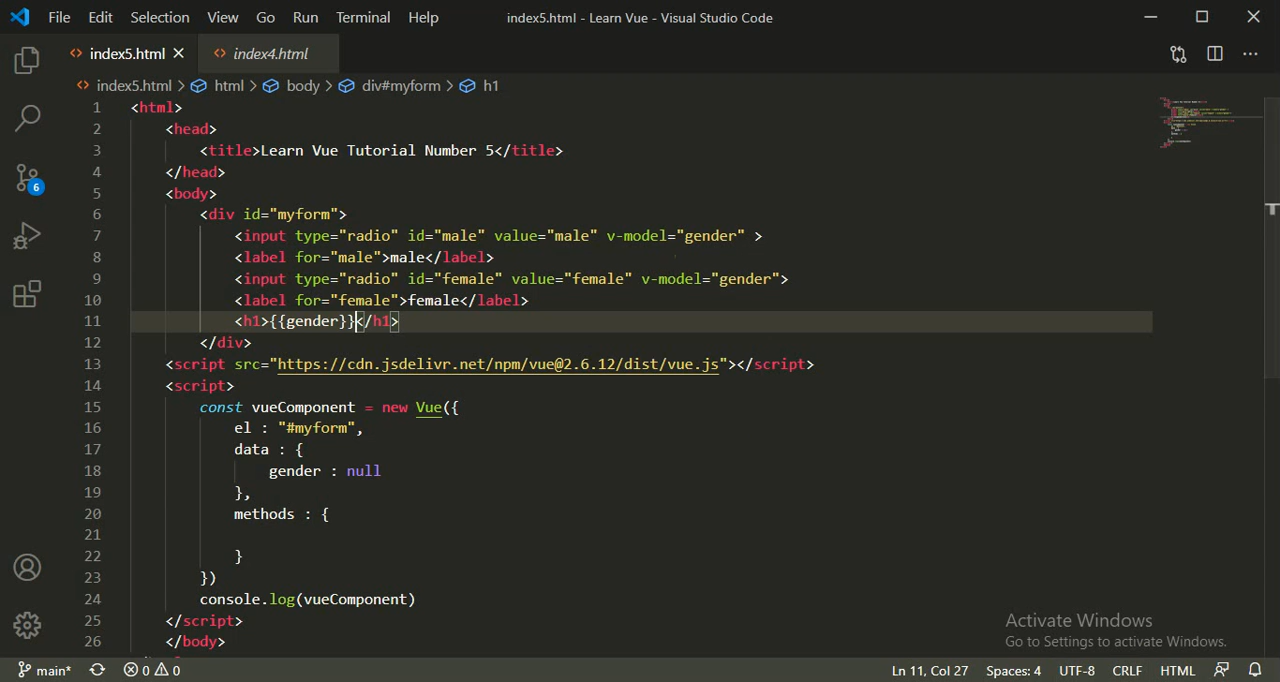 File Edit Selection View Go Run Terminal Help index5.html - Learn Vue - Visual Studio Code
index5.html index4.html
index5.html > html > body > div#myform > h1
1 <html>
2 <head>
3 <title>Learn Vue Tutorial Number 5</title>
4 </head>
5 <body>
6 <div id="myform">
7 <input type="radio" id="male" value="male" v-model="gender" >
8 <label for="male">male</label>
9 <input type="radio" id="female" value="female" v-model="gender">
10 <label for="female">female</label>
11 <h1>{{gender}}</h1>
12 </div>
13 <script src="https://cdn.jsdelivr.net/npm/vue@2.6.12/dist/vue.js"></script>
14 <script>
15 const vueComponent = new Vue({
16 el : "#myform",
17 data : {
18 gender : null
19 },
20 methods : {
21
22 }
23 })
24 console.log(vueComponent)
25 </script>
26 </body>
6
Activate Windows
Go to Settings to activate Windows.
main* 0 0 Ln 11, Col 27 Spaces: 4 UTF-8 CRLF HTML